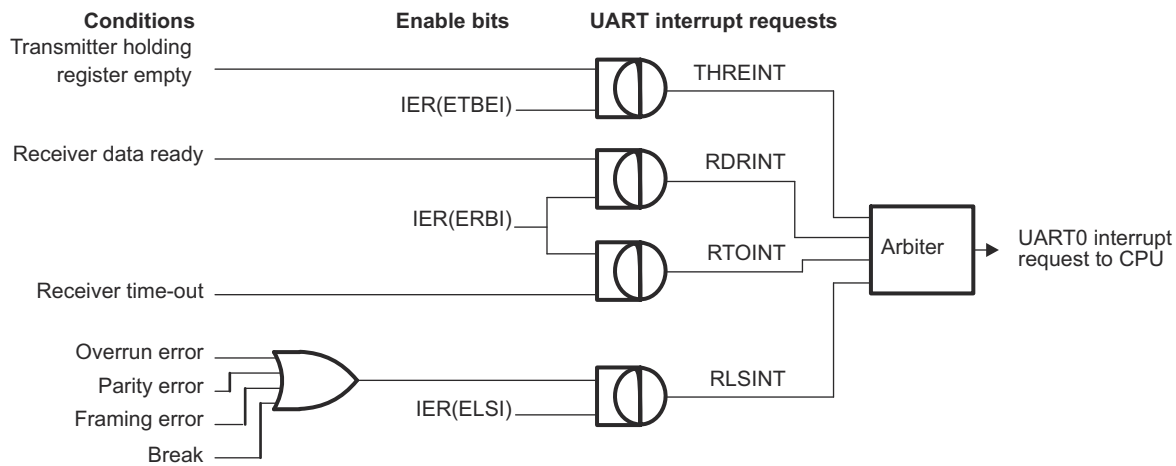 Conditions
Enable bits
UART interrupt requests
Transmitter holding
register empty
THREINT
IER(ETBEI)
Receiver data ready
RDRINT
IER(ERBI)
RTOINT
Arbiter
UART0 interrupt
request to CPU
Receiver time-out
Overrun error
Parity error
Framing error
Break
RLSINT
IER(ELSI)